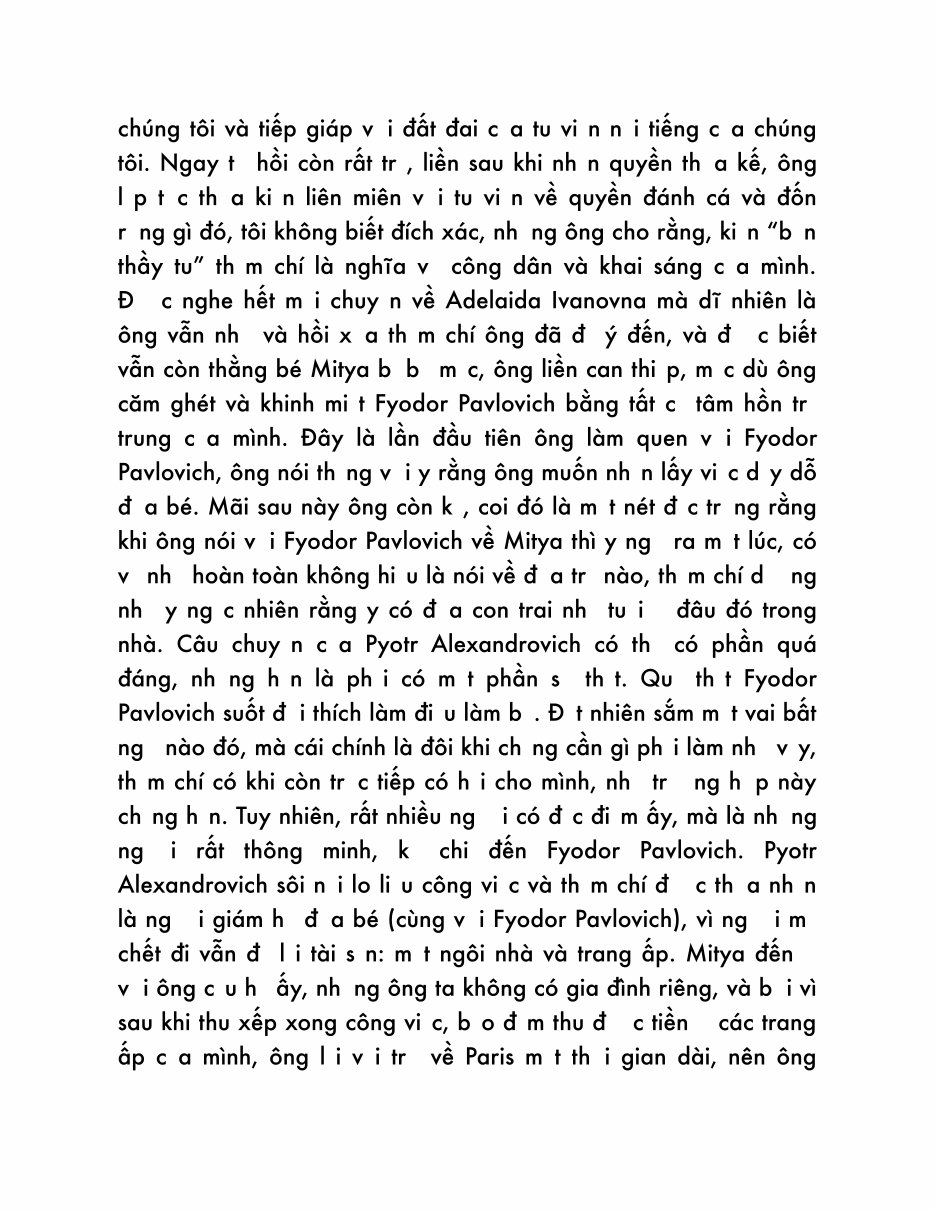 chúng tôi và tiếp giáp v i đất đai c a tu vi n n i tiếng c a chúng
tôi. Ngay t hồi còn rất tr , liền sau khi nh n quyền th a kế, ông
l p t c th a ki n liên miên v i tu vi n về quyền đánh cá và đốn
r ng gì đó, tôi không biết đích xác, nh ng ông cho rằng, ki n “b n
thầy tu” th m chí là nghĩa v công dân và khai sáng c a mình.
Đ c nghe hết m i chuy n về Adelaida Ivanovna mà dĩ nhiên là
ông vẫn nh và hồi x a th m chí ông đã đ ý đến, và đ c biết
vẫn còn thằng bé Mitya b b m c, ông liền can thi p, m c dù ông
căm ghét và khinh mi t Fyodor Pavlovich bằng tất c tâm hồn tr
trung c a mình. Đây là lần đầu tiên ông làm quen v i Fyodor
Pavlovich, ông nói th ng v i y rằng ông muốn nh n lấy vi c d y dỗ
đ a bé. Mãi sau này ông còn k , coi đó là m t nét đ c tr ng rằng
khi ông nói v i Fyodor Pavlovich về Mitya thì y ng ra m t lúc, có
v nh hoàn toàn không hi u là nói về đ a tr nào, th m chí d ng
nh y ng c nhiên rằng y có đ a con trai nh tu i đâu đó trong
nhà. Câu chuy n c a Pyotr Alexandrovich có th có phần quá
đáng, nh ng h n là ph i có m t phần s th t. Qu th t Fyodor
Pavlovich suốt đ i thích làm đi u làm b . Đ t nhiên sắm m t vai bất
ng nào đó, mà cái chính là đôi khi ch ng cần gì ph i làm nh v y,
th m chí có khi còn tr c tiếp có h i cho mình, nh tr ng h p này
ch ng h n. Tuy nhiên, rất nhiều ng i có đ c đi m ấy, mà là nh ng
ng i rất thông minh, k chi đến Fyodor Pavlovich. Pyotr
Alexandrovich sôi n i lo li u công vi c và th m chí đ c th a nh n
là ng i giám h đ a bé (cùng v i Fyodor Pavlovich), vì ng i m
chết đi vẫn đ l i tài s n: m t ngôi nhà và trang ấp. Mitya đến
v i ông c u h ấy, nh ng ông ta không có gia đình riêng, và b i vì
sau khi thu xếp xong công vi c, b o đ m thu đ c tiền các trang
ấp c a mình, ông l i v i tr về Paris m t th i gian dài, nên ông